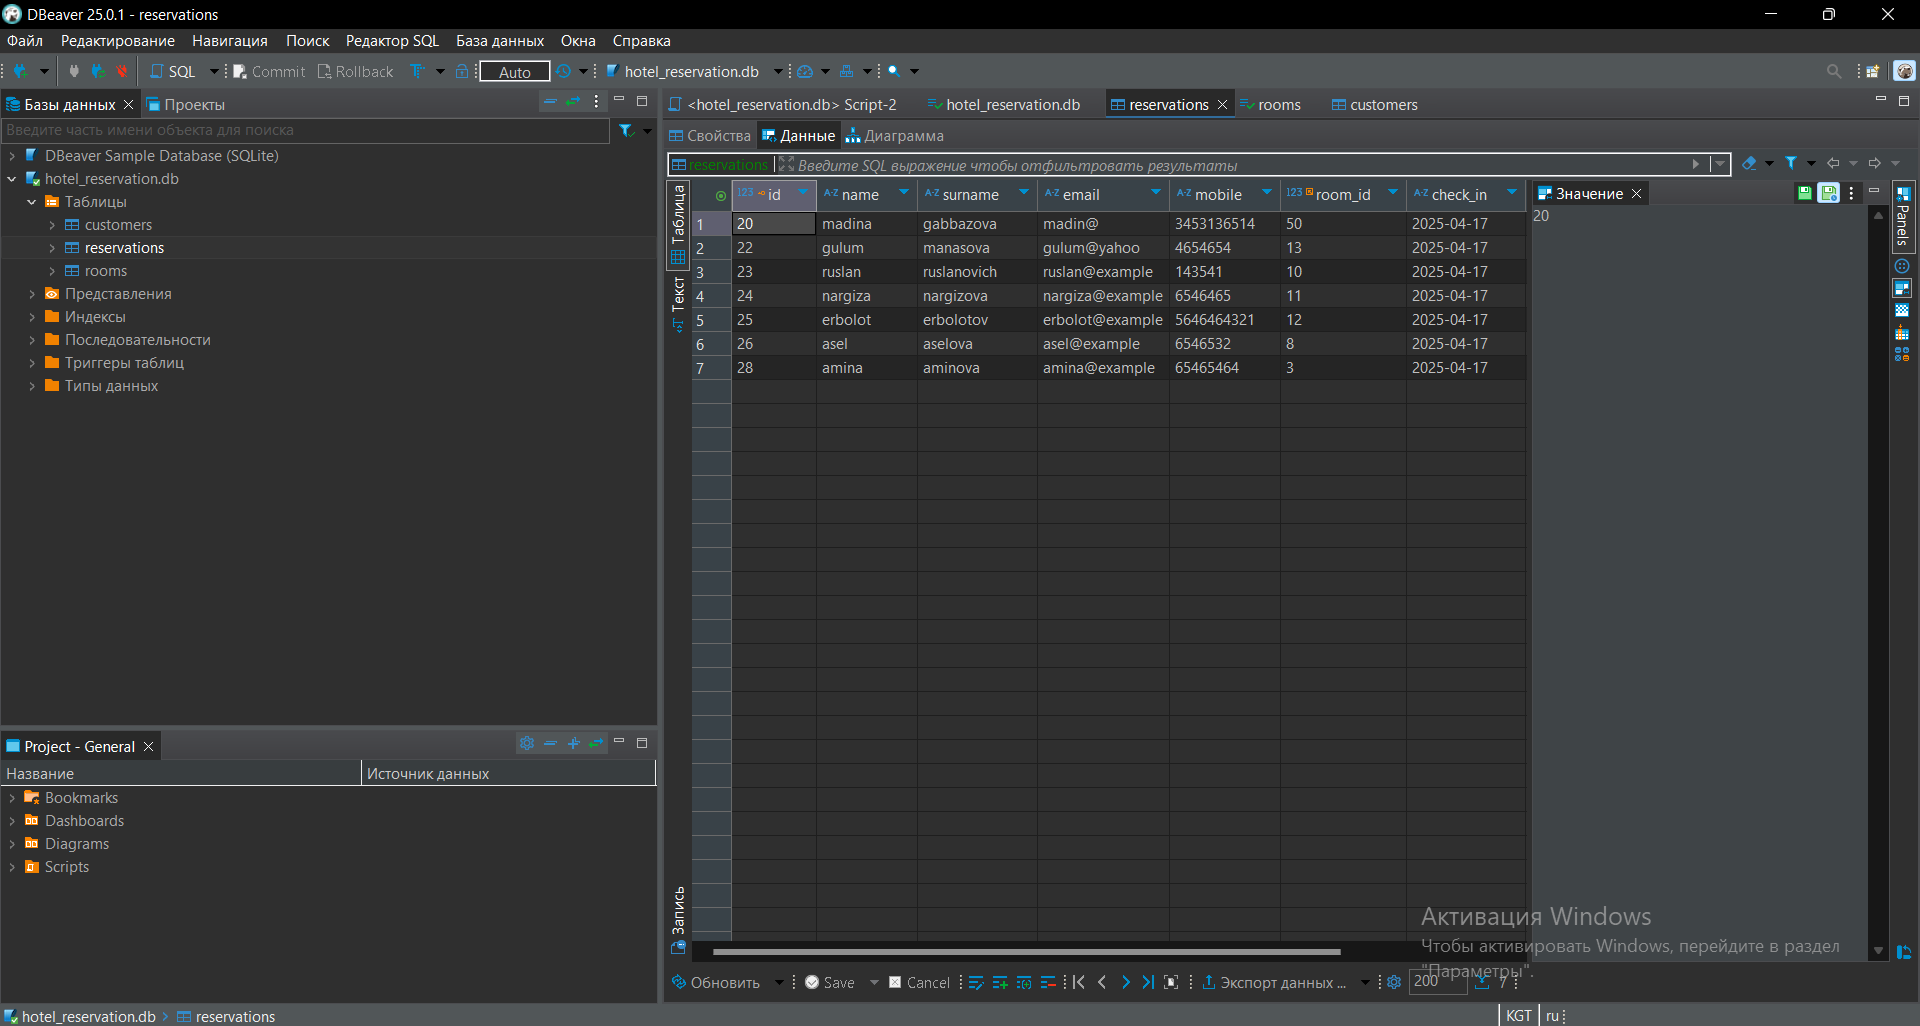 DBeaver 25.0.1 - reservations
Файл Редактирование Навигация Поиск Редактор SQL База данных Окна Справка
SQL Commit Rollback Auto hotel_reservation.db
Базы данных Проекты
Введите часть имени объекта для поиска
DBeaver Sample Database (SQLite)
hotel_reservation.db
Таблицы
customers
reservations
rooms
Представления
Индексы
Последовательности
Триггеры таблиц
Типы данных
Project - General
Название Источник данных
Bookmarks
Dashboards
Diagrams
Scripts
<hotel_reservation.db> Script-2 hotel_reservation.db reservations rooms customers
Свойства Данные Диаграмма
reservations Введите SQL выражение чтобы отфильтровать результаты
Таблица
Текст
Запись
123 id A-Z name A-Z surname A-Z email A-Z mobile 123 room_id A-Z check_in
1 20 madina gabbazova madin@ 3453136514 50 2025-04-17
2 22 gulum manasova gulum@yahoo 4654654 13 2025-04-17
3 23 ruslan ruslanovich ruslan@example 143541 10 2025-04-17
4 24 nargiza nargizova nargiza@example 6546465 11 2025-04-17
5 25 erbolot erbolotov erbolot@example 5646464321 12 2025-04-17
6 26 asel aselova asel@example 6546532 8 2025-04-17
7 28 amina aminova amina@example 65465464 3 2025-04-17
Значение
20
Panels
Активация Windows
Чтобы активировать Windows, перейдите в раздел
"Параметры".
Обновить Save Cancel Экспорт данных ... 200 7
hotel_reservation.db reservations
KGT ru